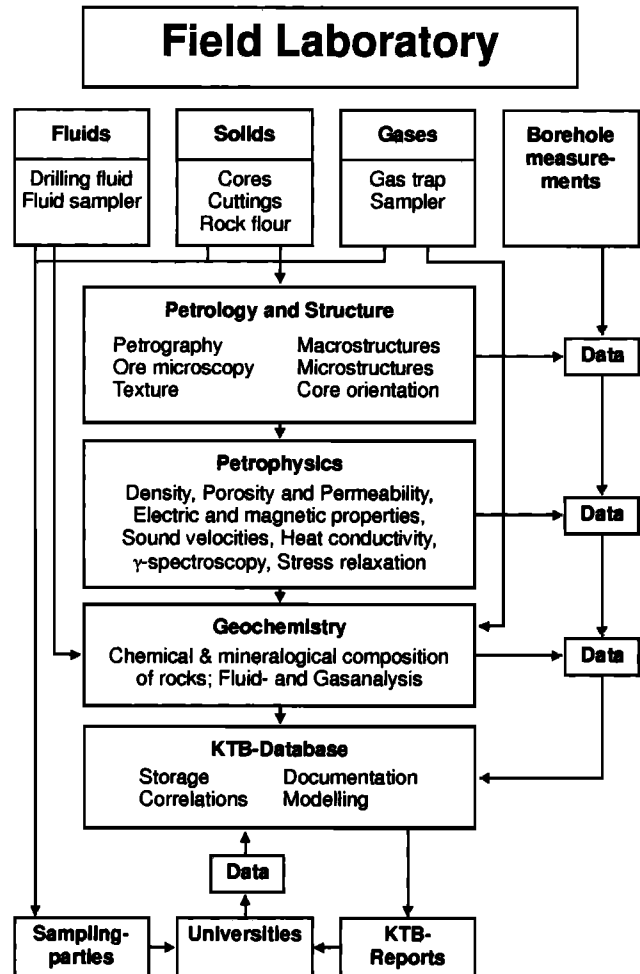 Field Laboratory
Fluids
Drilling fluid
Fluid sampler
Solids
Cores
Cuttings
Rock flour
Gases
Gas trap
Sampler
Borehole
measure-
ments
Petrology and Structure
Petrography
Ore microscopy
Texture
Macrostructures
Microstructures
Core orientation
Data
Petrophysics
Density, Porosity and Permeability,
Electric and magnetic properties,
Sound velocities, Heat conductivity,
γ-spectroscopy, Stress relaxation
Data
Geochemistry
Chemical & mineralogical composition
of rocks; Fluid- and Gasanalysis
Data
KTB-Database
Storage
Correlations
Documentation
Modelling
Data
Sampling-
parties
Universities
KTB-
Reports